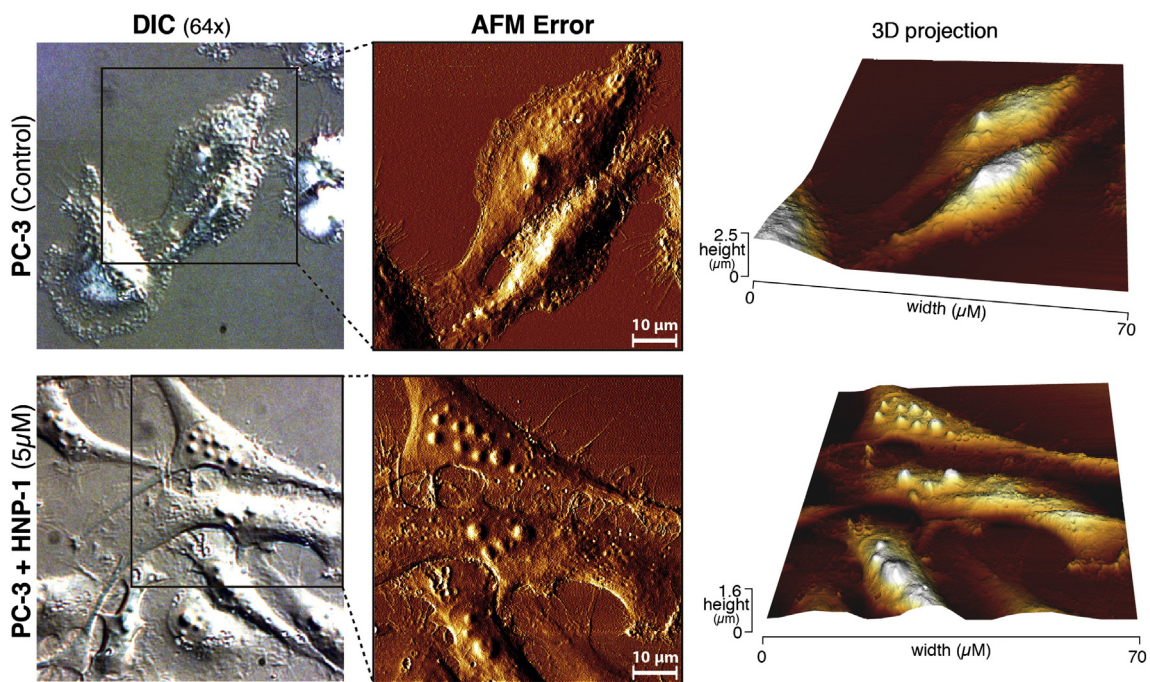 DIC (64x)
AFM Error
3D projection
PC-3 (Control)
10 µm
2.5
height
(µm)
0
0
width (µM)
70
PC-3 + HNP-1 (5µM)
10 µm
1.6
height
(µm)
0
0
width (µM)
70